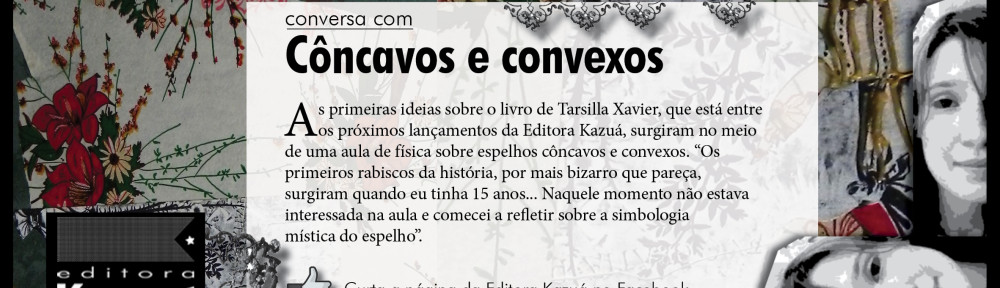 conversa com
Côncavos e convexos
As primeiras ideias sobre o livro de Tarsilla Xavier, que está entre
os próximos lançamentos da Editora Kazuá, surgiram no meio
de uma aula de física sobre espelhos côncavos e convexos. “Os
primeiros rabiscos da história, por mais bizarro que pareça,
surgiram quando eu tinha 15 anos... Naquele momento não estava
interessada na aula e comecei a refletir sobre a simbologia
mística do espelho”.
editora
Curta a página da Editora Kazuá no Facebook